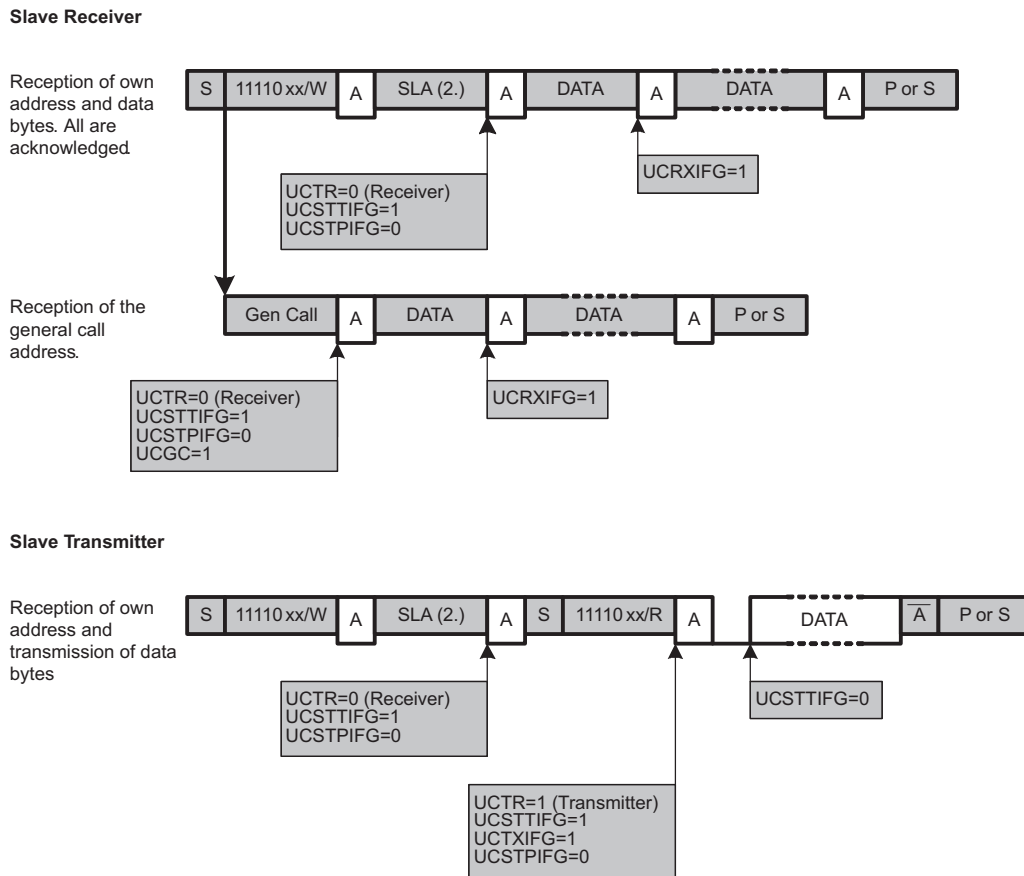 Slave Receiver
Reception of own
address and data
bytes. All are
acknowledged.
S 11110 xx/W A SLA (2.) A DATA A DATA A P or S
UCTR=0 (Receiver)
UCSTTIFG=1
UCSTPIFG=0
UCRXIFG=1
Reception of the
general call
address.
Gen Call A DATA A DATA A P or S
UCTR=0 (Receiver)
UCSTTIFG=1
UCSTPIFG=0
UCGC=1
UCRXIFG=1
Slave Transmitter
Reception of own
address and
transmission of data
bytes
S 11110 xx/W A SLA (2.) A S 11110 xx/R A DATA A̅ P or S
UCTR=0 (Receiver)
UCSTTIFG=1
UCSTPIFG=0
UCSTTIFG=0
UCTR=1 (Transmitter)
UCSTTIFG=1
UCTXIFG=1
UCSTPIFG=0